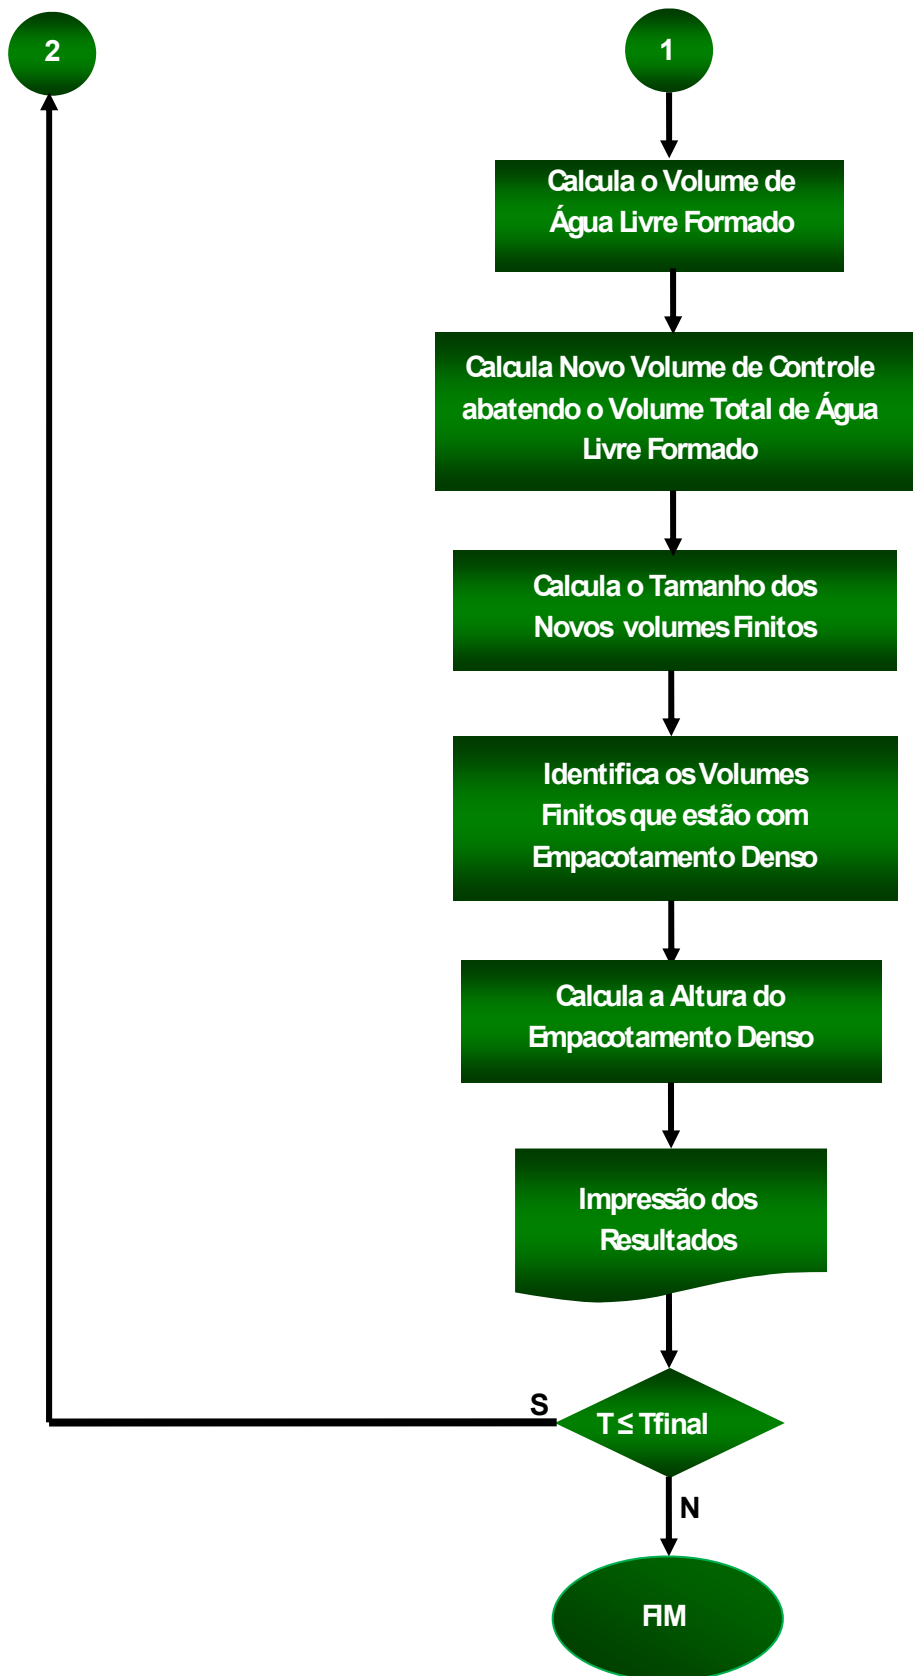 2
1
Calcula o Volume de
Água Livre Formado
Calcula Novo Volume de Controle
abatendo o Volume Total de Água
Livre Formado
Calcula o Tamanho dos
Novos volumes Finitos
Identifica os Volumes
Finitos que estão com
Empacotamento Denso
Calcula a Altura do
Empacotamento Denso
Impressão dos
Resultados
S
T ≤ Tfinal
N
FIM